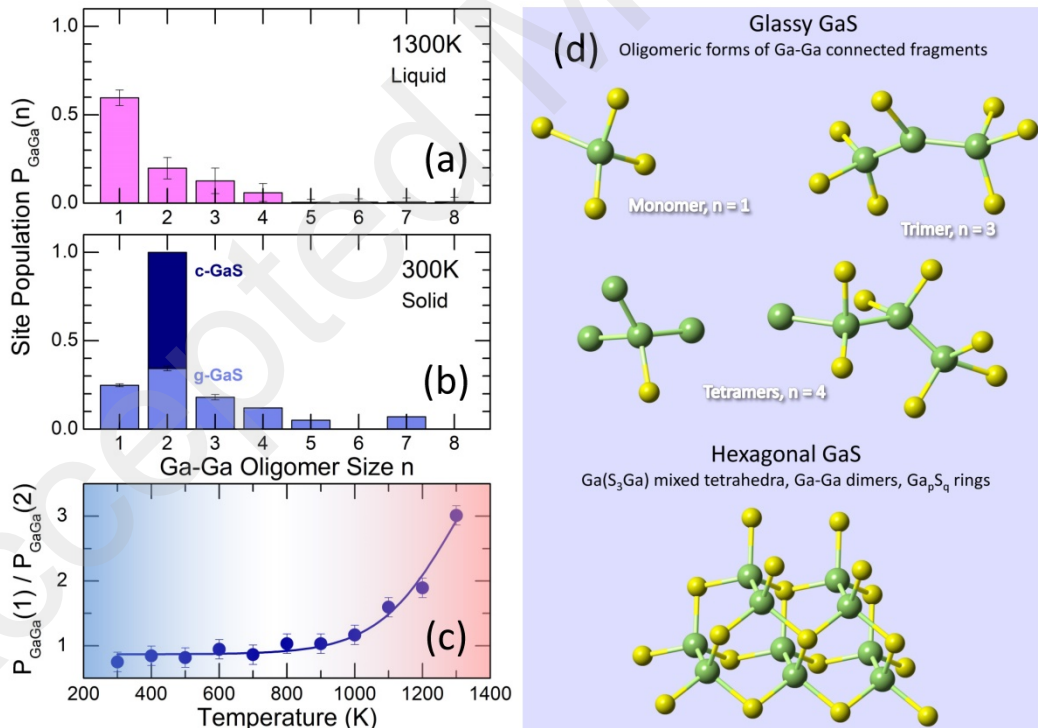 1.0
0.5
0.0
1300K
Liquid
(a)
1 2 3 4 5 6 7 8
Site Population P_GaGa(n)
1.0
0.5
0.0
c-GaS
g-GaS
300K
Solid
(b)
1 2 3 4 5 6 7 8
Ga-Ga Oligomer Size n
P_GaGa(1) / P_GaGa(2)
3
2
1
(c)
200 400 600 800 1000 1200 1400
Temperature (K)
(d)
Glassy GaS
Oligomeric forms of Ga-Ga connected fragments
Monomer, n = 1
Trimer, n = 3
Tetramers, n = 4
Hexagonal GaS
Ga(S₃Ga) mixed tetrahedra, Ga-Ga dimers, GaₚS_q rings
Accepted M